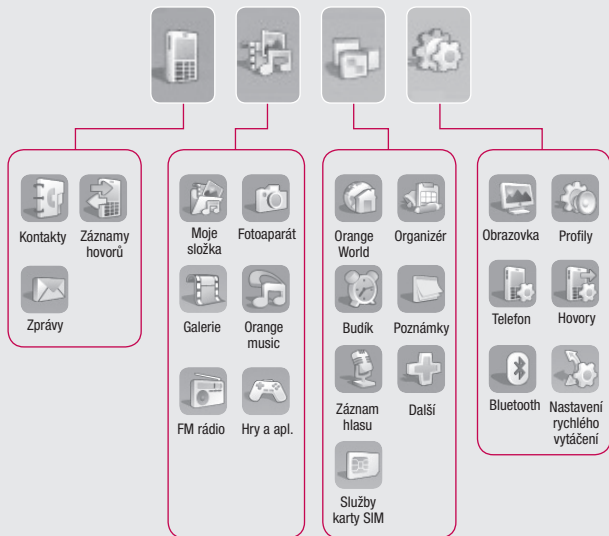 Kontakty
Záznamy
hovorů
Zprávy
Moje
složka
Fotoaparát
Galerie
Orange
music
FM rádio
Hry a apl.
Orange
World
Organizér
Budík
Poznámky
Záznam
hlasu
Další
Služby
karty SIM
Obrazovka
Profily
Telefon
Hovory
Bluetooth
Nastavení
rychlého
vytáčení